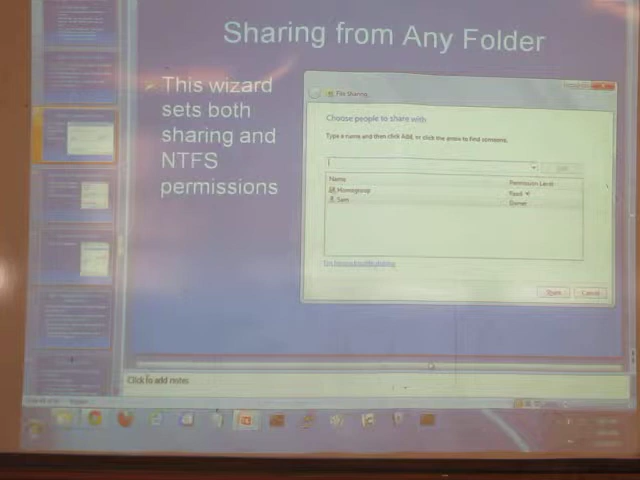 Sharing from Any Folder
This wizard
sets both
sharing and
NTFS
permissions
File Sharing
Choose people to share with
Type a name and then click Add, or click the arrow to find someone.
Name
Permission Level
Homegroup
Read
Sam
Owner
Share
Cancel
Click to add notes